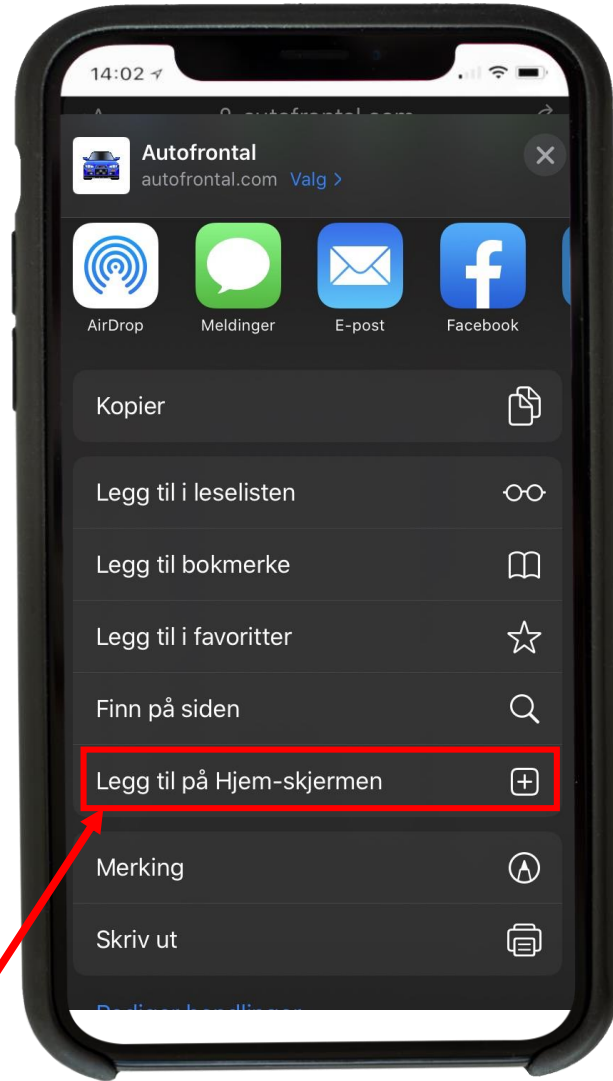 14:02
Autofrontal
autofrontal.com Valg >
AirDrop
Meldinger
E-post
Facebook
Kopier
Legg til i leselisten
Legg til bokmerke
Legg til i favoritter
Finn på siden
Legg til på Hjem-skjermen
Merking
Skriv ut